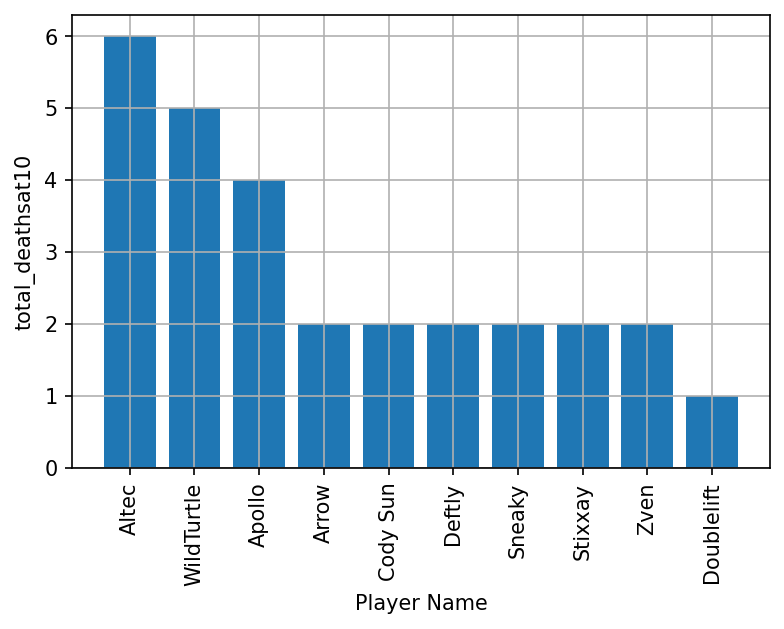 6
5
4
3
2
1
0
total_deathsat10
Altec
WildTurtle
Apollo
Arrow
Cody Sun
Deftly
Sneaky
Stixxay
Zven
Doublelift
Player Name